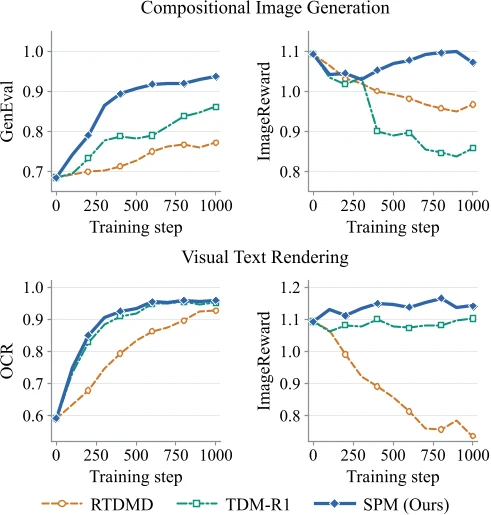 Compositional Image Generation
GenEval
1.0
0.9
0.8
0.7
0 250 500 750 1000
Training step
ImageReward
1.1
1.0
0.9
0.8
0 250 500 750 1000
Training step
Visual Text Rendering
OCR
1.0
0.9
0.8
0.7
0.6
0 250 500 750 1000
Training step
ImageReward
1.2
1.1
1.0
0.9
0.8
0 250 500 750 1000
Training step
RTDMD TDM-R1 SPM (Ours)